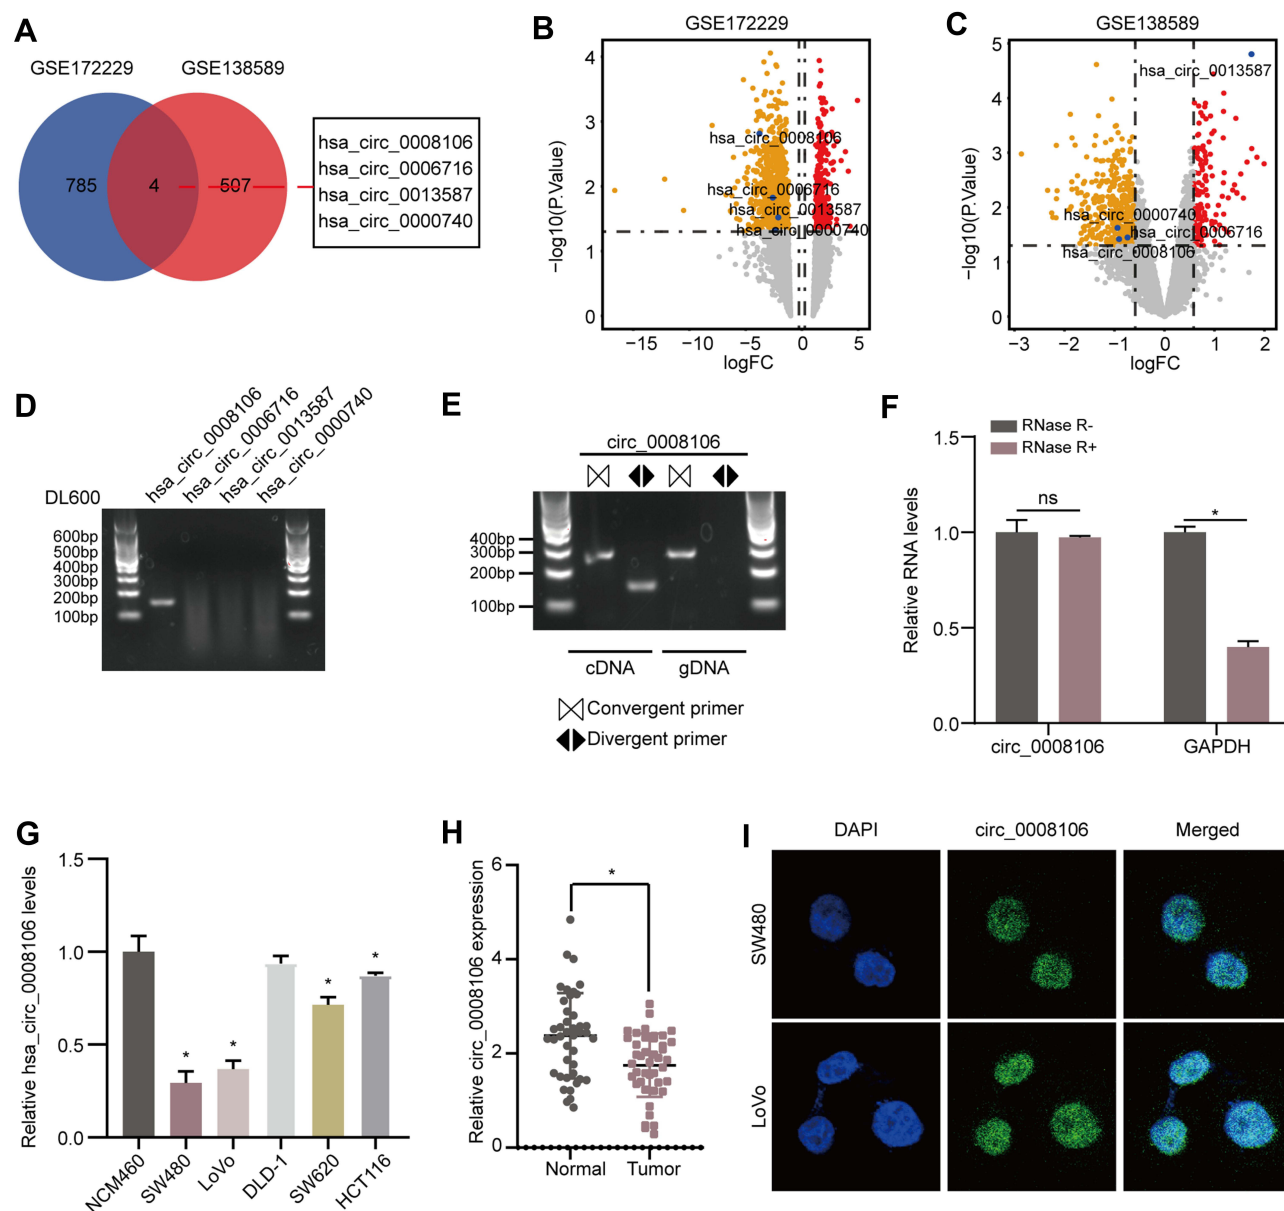 A
GSE172229
GSE138589
785
4
507
hsa_circ_0008106
hsa_circ_0006716
hsa_circ_0013587
hsa_circ_0000740
B
GSE172229
−log10(P.Value)
4
3
2
1
0
hsa_circ_0008106
hsa_circ_0006716
hsa_circ_0013587
hsa_circ_0000740
−15
−10
−5
0
5
logFC
C
GSE138589
−log10(P.Value)
5
4
3
2
1
0
hsa_circ_0013587
hsa_circ_0000740
hsa_circ_0006716
hsa_circ_0008106
−3
−2
−1
0
1
2
logFC
D
hsa_circ_0008106
hsa_circ_0006716
hsa_circ_0013587
hsa_circ_0000740
DL600
600bp
500bp
400bp
300bp
200bp
100bp
E
circ_0008106
400bp
300bp
200bp
100bp
cDNA
gDNA
Convergent primer
Divergent primer
F
RNase R-
RNase R+
Relative RNA levels
1.5
1.0
0.5
0.0
ns
*
circ_0008106
GAPDH
G
Relative hsa_circ_0008106 levels
1.5
1.0
0.5
0.0
*
*
*
*
NCM460
SW480
LoVo
DLD-1
SW620
HCT116
H
Relative circ_0008106 expression
6
4
2
0
*
Normal
Tumor
I
DAPI
circ_0008106
Merged
SW480
LoVo